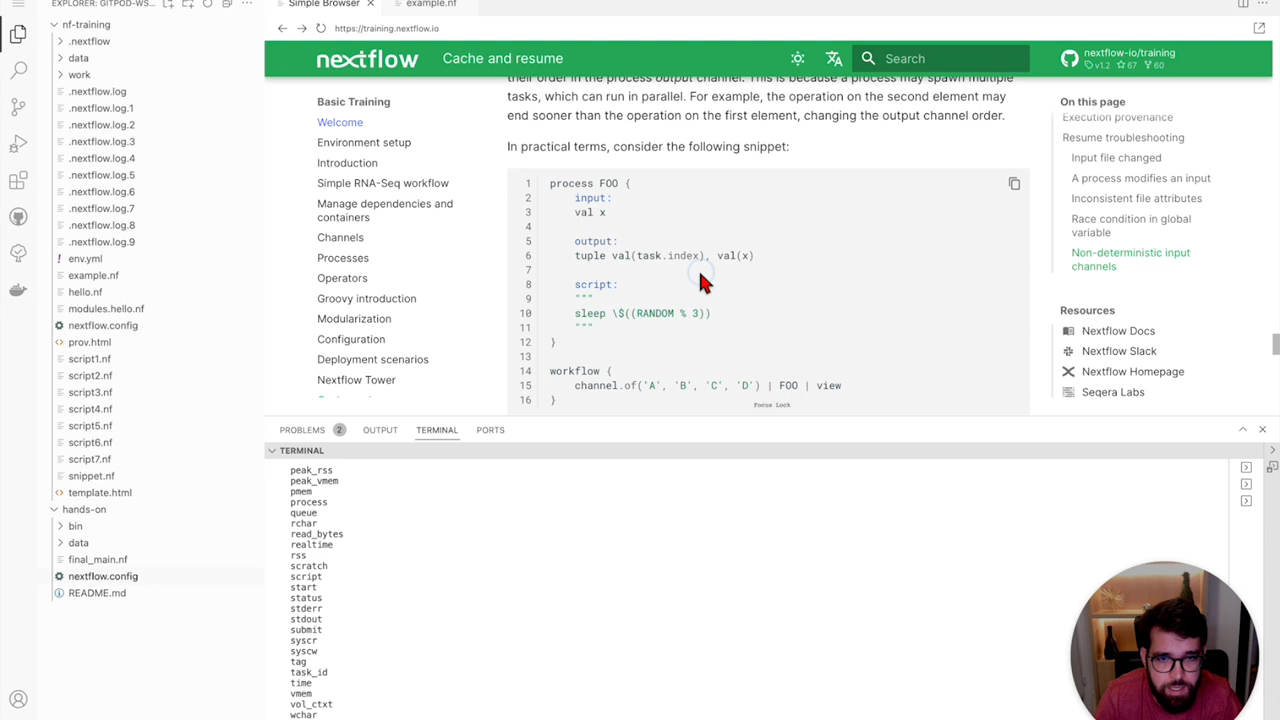 EXPLORER: GITPOD-WS...
nf-training
.nextflow
data
work
.nextflow.log
.nextflow.log.1
.nextflow.log.2
.nextflow.log.3
.nextflow.log.4
.nextflow.log.5
.nextflow.log.6
.nextflow.log.7
.nextflow.log.8
.nextflow.log.9
env.yml
example.nf
hello.nf
modules.hello.nf
nextflow.config
prov.html
script1.nf
script2.nf
script3.nf
script4.nf
script5.nf
script6.nf
script7.nf
snippet.nf
template.html
hands-on
bin
data
final_main.nf
nextflow.config
README.md
Simple Browser
example.nf
https://training.nextflow.io
nextflow
Cache and resume
Search
nextflow-io/training
v1.2 67 60
Basic Training
Welcome
Environment setup
Introduction
Simple RNA-Seq workflow
Manage dependencies and
containers
Channels
Processes
Operators
Groovy introduction
Modularization
Configuration
Deployment scenarios
Nextflow Tower
their order in the process output channel. This is because a process may spawn multiple
tasks, which can run in parallel. For example, the operation on the second element may
end sooner than the operation on the first element, changing the output channel order.
In practical terms, consider the following snippet:
1 process FOO {
2 input:
3 val x
4
5 output:
6 tuple val(task.index), val(x)
7
8 script:
9 """
10 sleep \$((RANDOM % 3))
11 """
12 }
13
14 workflow {
15 channel.of('A', 'B', 'C', 'D') | FOO | view
16 }
Focus Lock
On this page
Execution provenance
Resume troubleshooting
Input file changed
A process modifies an input
Inconsistent file attributes
Race condition in global
variable
Non-deterministic input
channels
Resources
Nextflow Docs
Nextflow Slack
Nextflow Homepage
Seqera Labs
PROBLEMS 2 OUTPUT TERMINAL PORTS
TERMINAL
peak_rss
peak_vmem
pmem
process
queue
rchar
read_bytes
realtime
rss
scratch
script
start
status
stderr
stdout
submit
syscr
syscw
tag
task_id
time
vmem
vol_ctxt
wchar